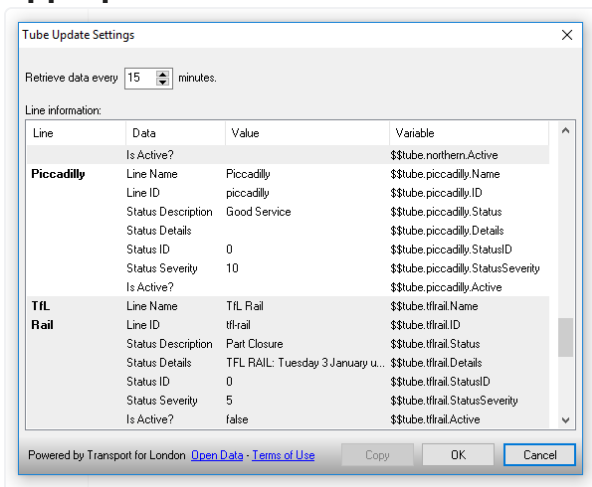 Tube Update Settings
Retrieve data every 15 minutes.
Line information:
Line Data Value Variable
Is Active? $$tube.northern.Active
Piccadilly Line Name Piccadilly $$tube.piccadilly.Name
Line ID piccadilly $$tube.piccadilly.ID
Status Description Good Service $$tube.piccadilly.Status
Status Details $$tube.piccadilly.Details
Status ID 0 $$tube.piccadilly.StatusID
Status Severity 10 $$tube.piccadilly.StatusSeverity
Is Active? $$tube.piccadilly.Active
TfL Line Name TfL Rail $$tube.tflrail.Name
Rail Line ID tfl-rail $$tube.tflrail.ID
Status Description Part Closure $$tube.tflrail.Status
Status Details TFL RAIL: Tuesday 3 January u... $$tube.tflrail.Details
Status ID 0 $$tube.tflrail.StatusID
Status Severity 5 $$tube.tflrail.StatusSeverity
Is Active? false $$tube.tflrail.Active
Powered by Transport for London Open Data - Terms of Use Copy OK Cancel